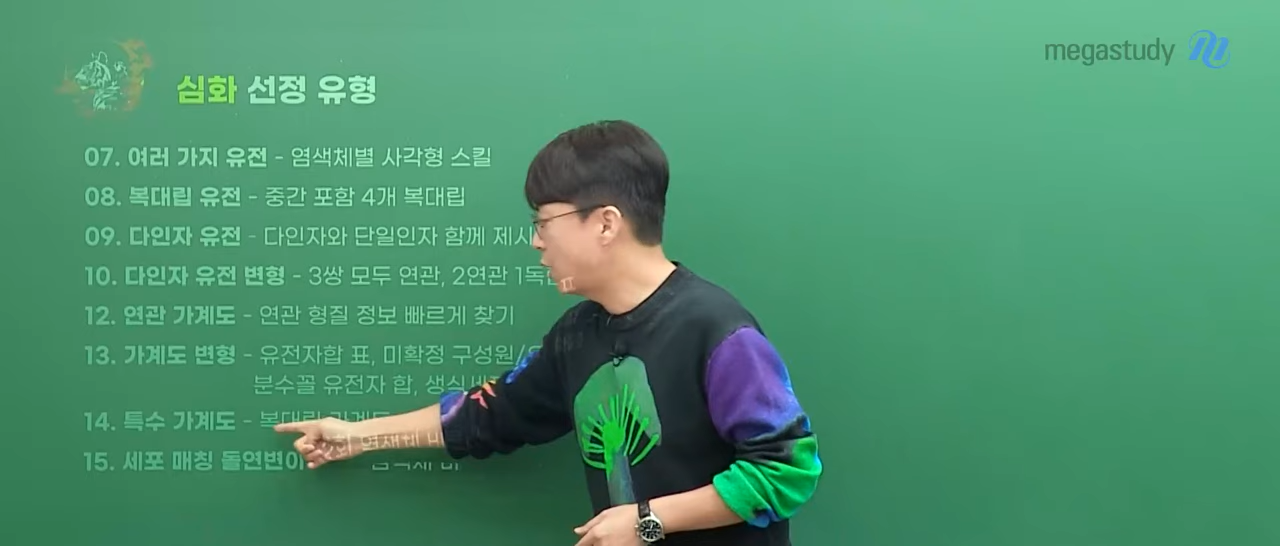 megastudy
심화 선정 유형
07. 여러 가지 유전 - 염색체별 사각형 스킬
08. 복대립 유전 - 중간 포함 4개 복대립
09. 다인자 유전 - 다인자와 단일인자 함께 제시
10. 다인자 유전 변형 - 3쌍 모두 연관, 2연관
12. 연관 가계도 - 연관 형질 정보 빠르게 찾기
13. 가계도 변형 - 유전자합 표, 미확정 구성원/
분수꼴 유전자 합,
14. 특수 가계도 - 복대립 가계도
염색체
15. 세포 매칭 돌연변이